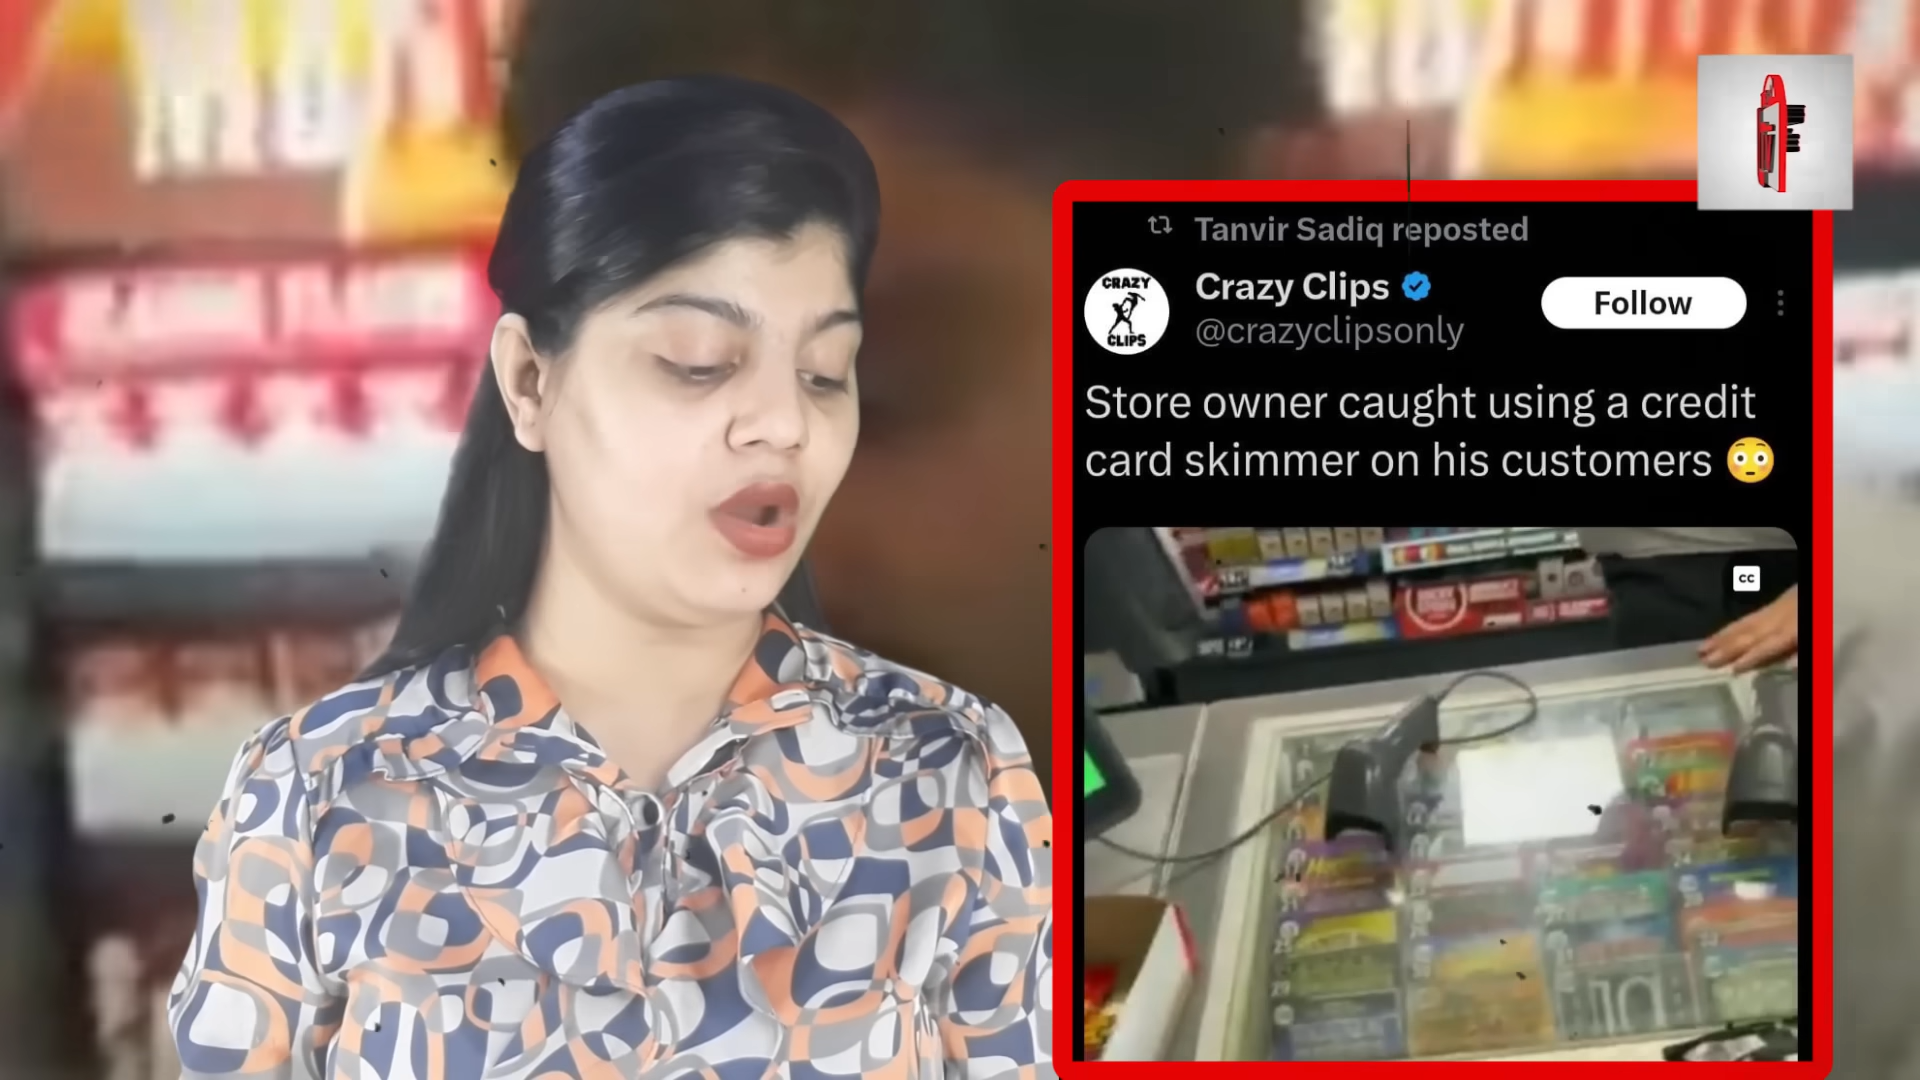 Tanvir Sadiq reposted
CRAZY
CLIPS
Crazy Clips
@crazyclipsonly
Follow
Store owner caught using a credit
card skimmer on his customers 😳
CC